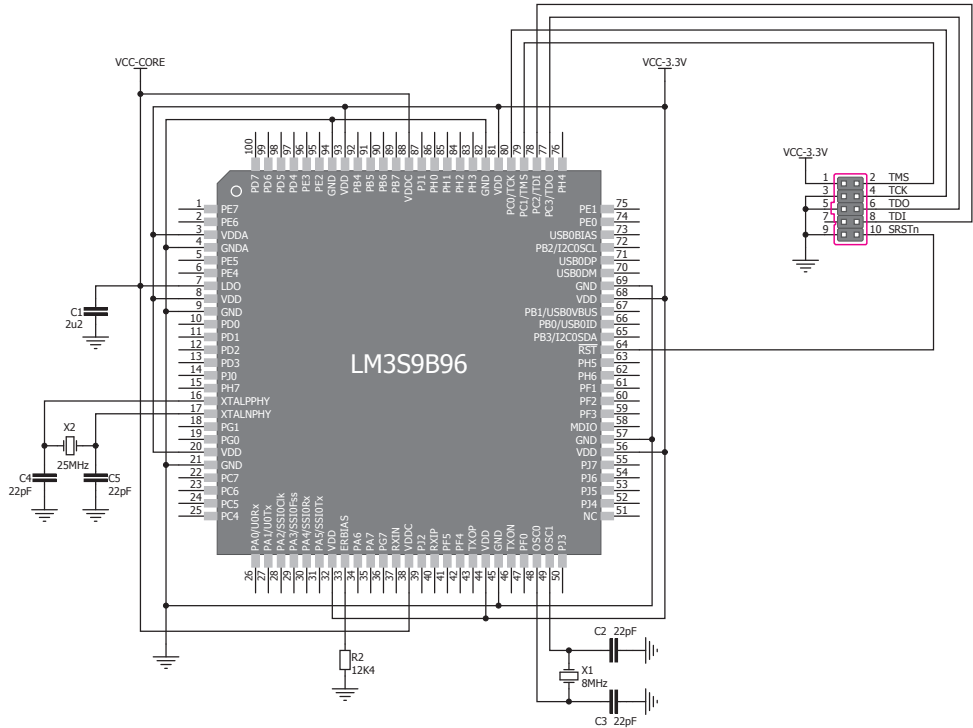 VCC-CORE
VCC-3.3V
VCC-3.3V
100
99
98
97
96
95
94
93
92
91
90
89
88
87
86
85
84
83
82
81
80
79
78
77
76
PD7
PD6
PD5
PD4
PE3
PE2
GND
VDD
PB4
PB5
PB6
PB7
VDDC
PJ1
PH0
PH1
PH2
PH3
GND
VDD
PC0/TCK
PC1/TMS
PC2/TDI
PC3/TDO
PH4
1 2 TMS
3 4 TCK
5 6 TDO
7 8 TDI
9 10 SRSTn
1 PE7
2 PE6
3 VDDA
4 GNDA
5 PE5
6 PE4
7 LDO
8 VDD
9 GND
10 PD0
11 PD1
12 PD2
13 PD3
14 PJ0
15 PH7
16 XTALPPHY
17 XTALNPHY
18 PG1
19 PG0
20 VDD
21 GND
22 PC7
23 PC6
24 PC5
25 PC4
LM3S9B96
PE1 75
PE0 74
USB0BIAS 73
PB2/I2C0SCL 72
USB0DP 71
USB0DM 70
GND 69
VDD 68
PB1/USB0VBUS 67
PB0/USB0ID 66
PB3/I2C0SDA 65
RST 64
PH5 63
PH6 62
PF1 61
PF2 60
PF3 59
MDIO 58
GND 57
VDD 56
PJ7 55
PJ6 54
PJ5 53
PJ4 52
NC 51
C1
2u2
X2
25MHz
C4
22pF
C5
22pF
PA0/U0Rx
PA1/U0Tx
PA2/SSI0Clk
PA3/SSI0Fss
PA4/SSI0Rx
PA5/SSI0Tx
VDD
ERBIAS
PA6
PA7
PG7
RXIN
VDDC
PJ2
RXIP
PF5
PF4
TXOP
VDD
GND
TXON
PF0
OSC0
OSC1
PJ3
26
27
28
29
30
31
32
33
34
35
36
37
38
39
40
41
42
43
44
45
46
47
48
49
50
R2
12K4
C2 22pF
X1
8MHz
C3 22pF